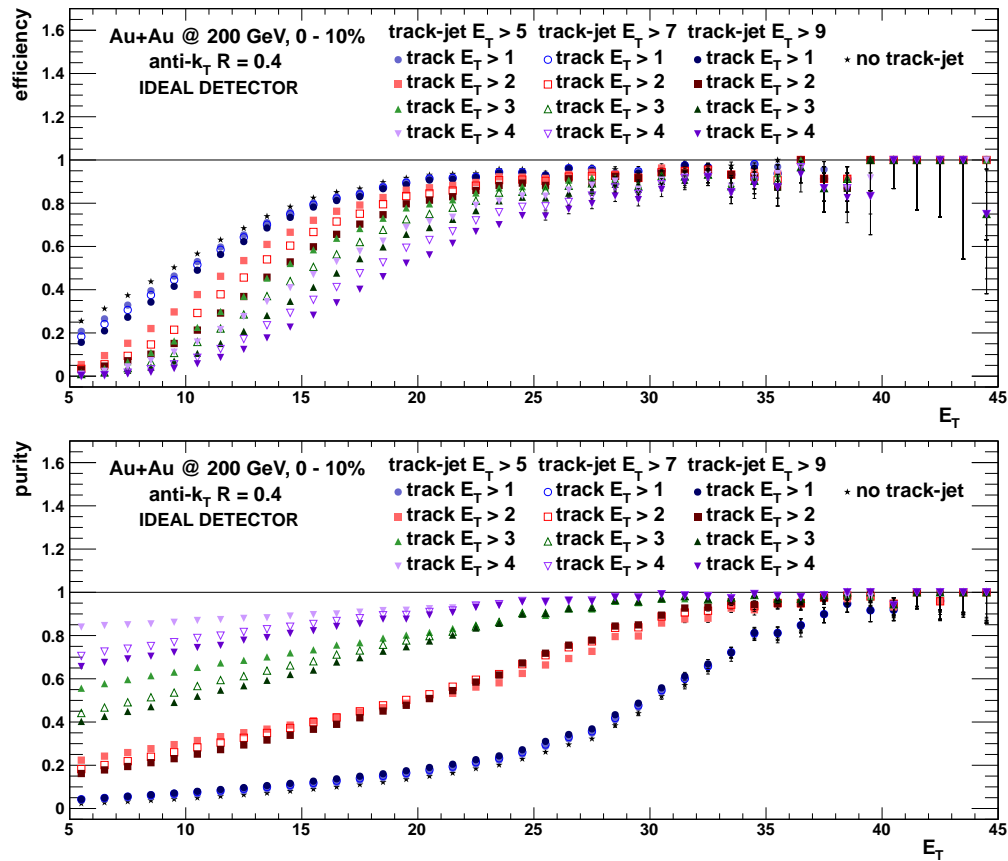 Au+Au @ 200 GeV, 0 - 10%
anti-kT R = 0.4
IDEAL DETECTOR
track-jet ET > 5 track-jet ET > 7 track-jet ET > 9
track ET > 1 track ET > 1 track ET > 1 no track-jet
track ET > 2 track ET > 2 track ET > 2
track ET > 3 track ET > 3 track ET > 3
track ET > 4 track ET > 4 track ET > 4
efficiency
1.6
1.4
1.2
1
0.8
0.6
0.4
0.2
0
5 10 15 20 25 30 35 40 45
ET
Au+Au @ 200 GeV, 0 - 10%
anti-kT R = 0.4
IDEAL DETECTOR
track-jet ET > 5 track-jet ET > 7 track-jet ET > 9
track ET > 1 track ET > 1 track ET > 1 no track-jet
track ET > 2 track ET > 2 track ET > 2
track ET > 3 track ET > 3 track ET > 3
track ET > 4 track ET > 4 track ET > 4
purity
1.6
1.4
1.2
1
0.8
0.6
0.4
0.2
0
5 10 15 20 25 30 35 40 45
ET